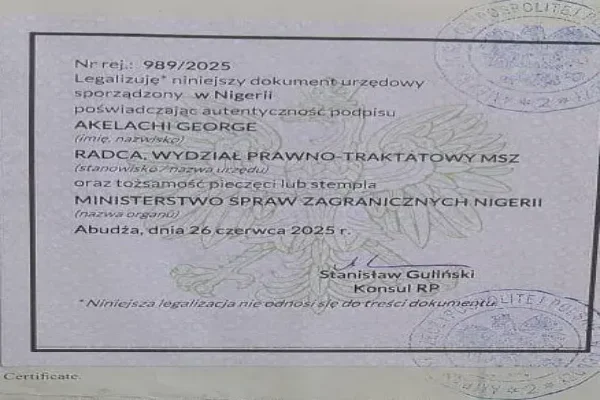 Nr rej.: 989/2025
Legalizuję* niniejszy dokument urzędowy
sporządzony w Nigerii
poświadczając autentyczność podpisu
AKELACHI GEORGE
(imię, nazwisko)
RADCA, WYDZIAŁ PRAWNO-TRAKTATOWY MSZ
(stanowisko / nazwa urzędu)
oraz tożsamość pieczęci lub stempla
MINISTERSTWO SPRAW ZAGRANICZNYCH NIGERII
(nazwa organu)
Abudża, dnia 26 czerwca 2025 r.
Stanisław Guliński
Konsul RP
* Niniejsza legalizacja nie odnosi się do treści dokumentu
Certificate.